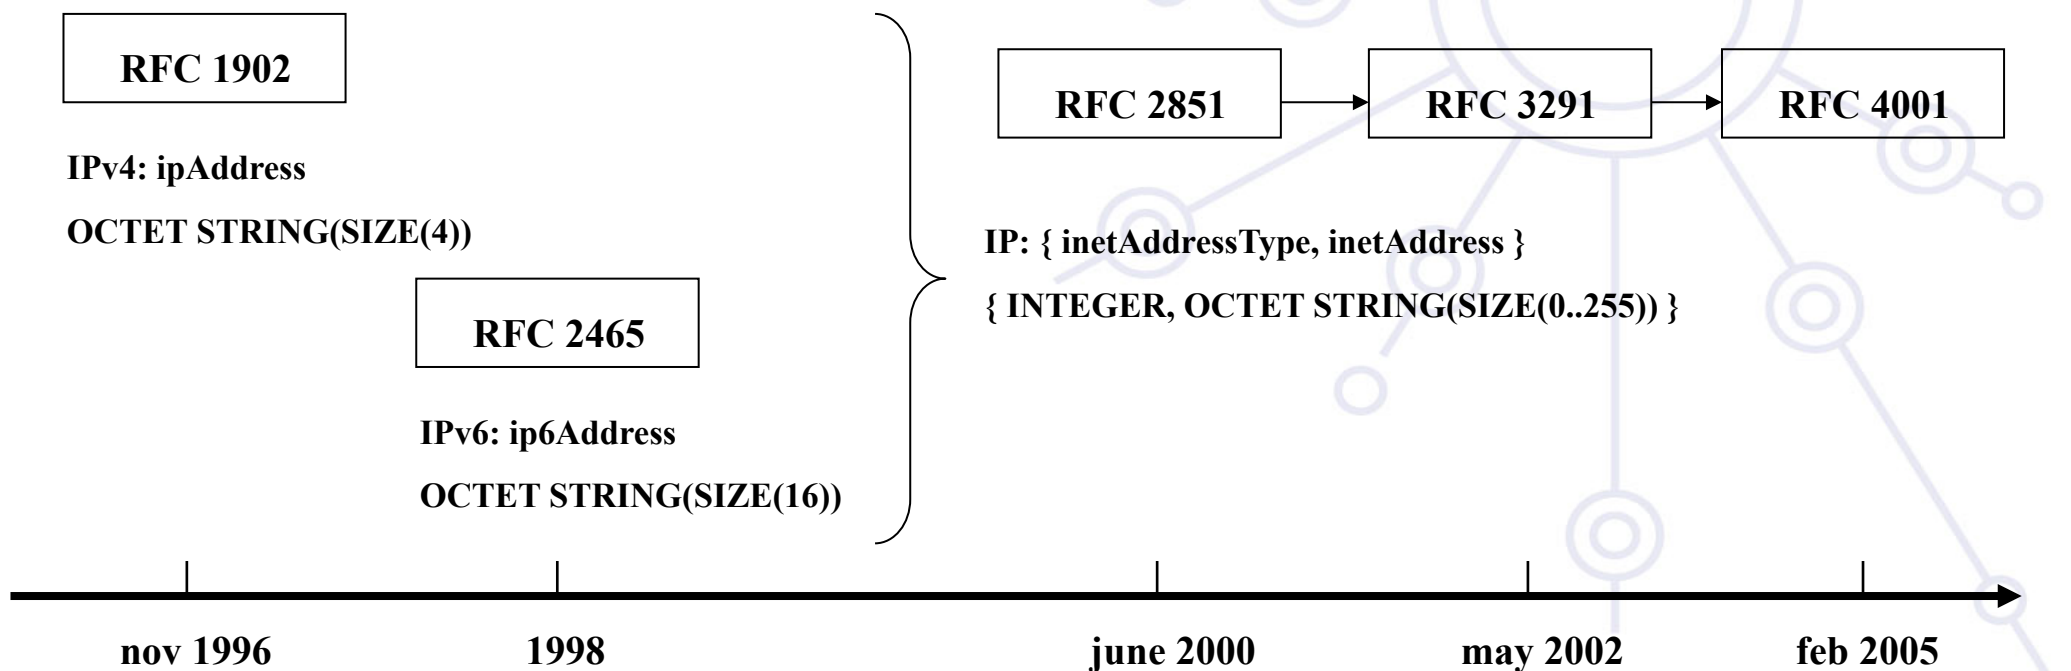 RFC 1902
IPv4: ipAddress
OCTET STRING(SIZE(4))
RFC 2465
IPv6: ip6Address
OCTET STRING(SIZE(16))
RFC 2851
RFC 3291
RFC 4001
IP: { inetAddressType, inetAddress }
{ INTEGER, OCTET STRING(SIZE(0..255)) }
nov 1996
1998
june 2000
may 2002
feb 2005